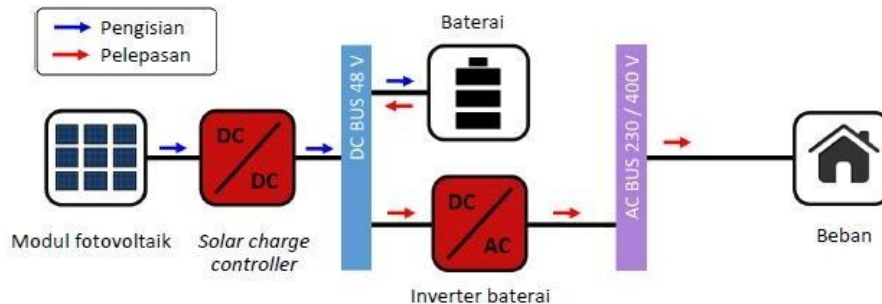 Pengisian
Pelepasan
Baterai
DC BUS 48 V
AC BUS 230 / 400 V
DC
DC
DC
AC
Modul fotovoltaik
Solar charge
controller
Beban
Inverter baterai